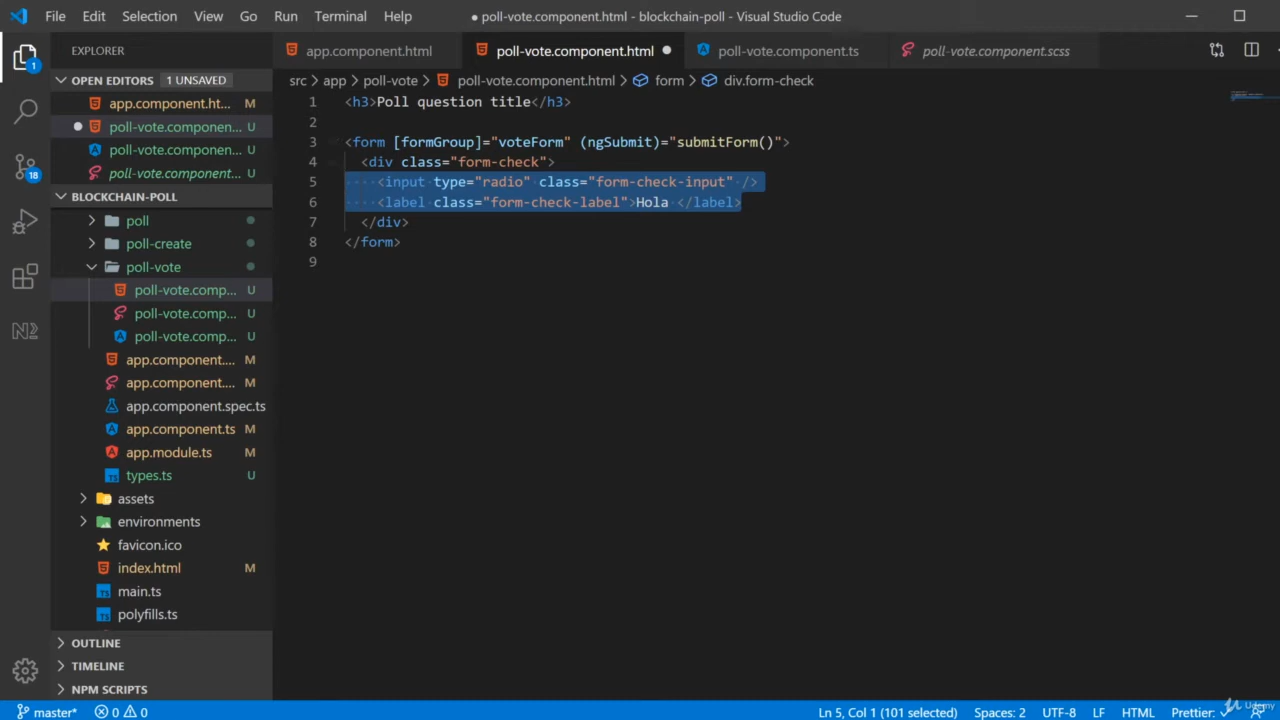 File Edit Selection View Go Run Terminal Help
● poll-vote.component.html - blockchain-poll - Visual Studio Code
EXPLORER
app.component.html
poll-vote.component.html
poll-vote.component.ts
poll-vote.component.scss
OPEN EDITORS 1 UNSAVED
src > app > poll-vote > poll-vote.component.html > form > div.form-check
app.component.ht... M
poll-vote.componen... U
poll-vote.componen... U
poll-vote.componen... U
BLOCKCHAIN-POLL
poll
poll-create
poll-vote
poll-vote.comp... U
poll-vote.comp... U
poll-vote.comp... U
app.component.... M
app.component.... M
app.component.spec.ts
app.component.ts M
app.module.ts M
types.ts U
assets
environments
favicon.ico
index.html M
main.ts
polyfills.ts
OUTLINE
TIMELINE
NPM SCRIPTS
1
18
1 <h3>Poll question title</h3>
2
3 <form [formGroup]="voteForm" (ngSubmit)="submitForm()">
4 <div class="form-check">
5 ····<input·type="radio"·class="form-check-input"·/>
6 ····<label·class="form-check-label">Hola·</label>
7 </div>
8 </form>
9
master* 0 0
Ln 5, Col 1 (101 selected) Spaces: 2 UTF-8 LF HTML Prettier: ✓
Udemy